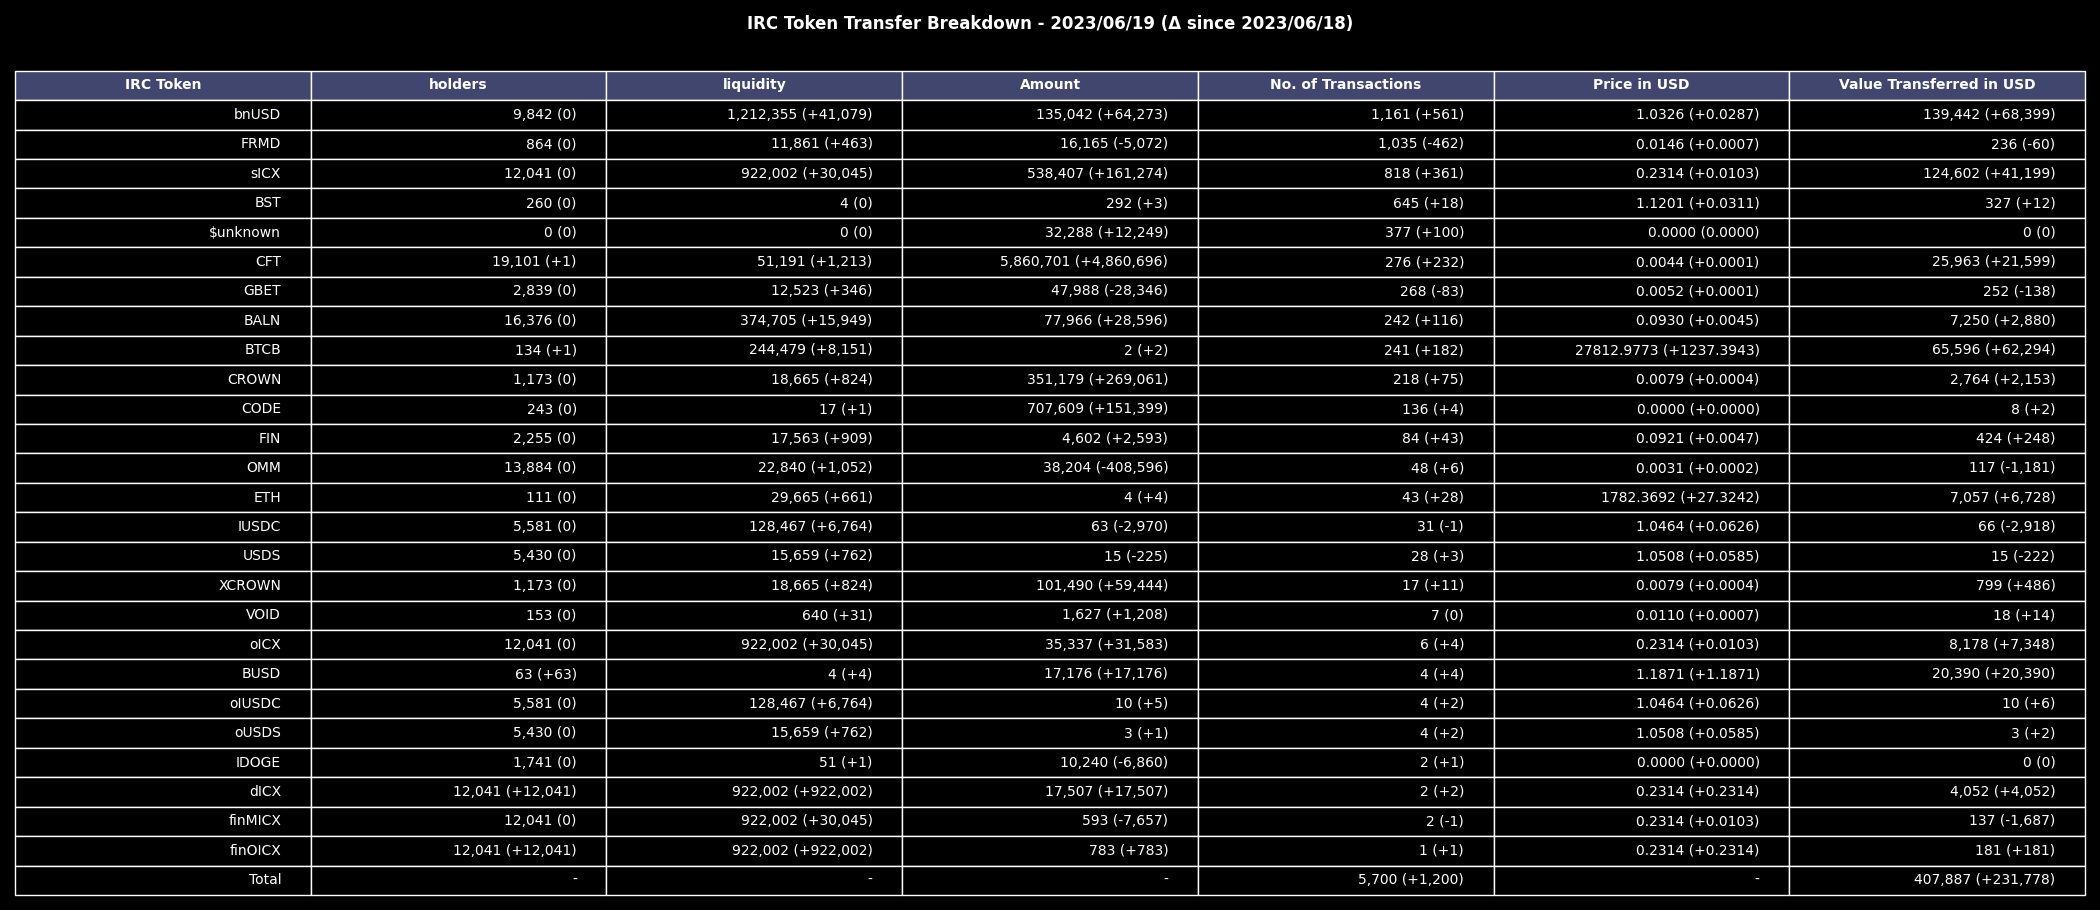 IRC Token Transfer Breakdown - 2023/06/19 (Δ since 2023/06/18)
IRC Token holders liquidity Amount No. of Transactions Price in USD Value Transferred in USD
bnUSD 9,842 (0) 1,212,355 (+41,079) 135,042 (+64,273) 1,161 (+561) 1.0326 (+0.0287) 139,442 (+68,399)
FRMD 864 (0) 11,861 (+463) 16,165 (-5,072) 1,035 (-462) 0.0146 (+0.0007) 236 (-60)
sICX 12,041 (0) 922,002 (+30,045) 538,407 (+161,274) 818 (+361) 0.2314 (+0.0103) 124,602 (+41,199)
BST 260 (0) 4 (0) 292 (+3) 645 (+18) 1.1201 (+0.0311) 327 (+12)
$unknown 0 (0) 0 (0) 32,288 (+12,249) 377 (+100) 0.0000 (0.0000) 0 (0)
CFT 19,101 (+1) 51,191 (+1,213) 5,860,701 (+4,860,696) 276 (+232) 0.0044 (+0.0001) 25,963 (+21,599)
GBET 2,839 (0) 12,523 (+346) 47,988 (-28,346) 268 (-83) 0.0052 (+0.0001) 252 (-138)
BALN 16,376 (0) 374,705 (+15,949) 77,966 (+28,596) 242 (+116) 0.0930 (+0.0045) 7,250 (+2,880)
BTCB 134 (+1) 244,479 (+8,151) 2 (+2) 241 (+182) 27812.9773 (+1237.3943) 65,596 (+62,294)
CROWN 1,173 (0) 18,665 (+824) 351,179 (+269,061) 218 (+75) 0.0079 (+0.0004) 2,764 (+2,153)
CODE 243 (0) 17 (+1) 707,609 (+151,399) 136 (+4) 0.0000 (+0.0000) 8 (+2)
FIN 2,255 (0) 17,563 (+909) 4,602 (+2,593) 84 (+43) 0.0921 (+0.0047) 424 (+248)
OMM 13,884 (0) 22,840 (+1,052) 38,204 (-408,596) 48 (+6) 0.0031 (+0.0002) 117 (-1,181)
ETH 111 (0) 29,665 (+661) 4 (+4) 43 (+28) 1782.3692 (+27.3242) 7,057 (+6,728)
IUSDC 5,581 (0) 128,467 (+6,764) 63 (-2,970) 31 (-1) 1.0464 (+0.0626) 66 (-2,918)
USDS 5,430 (0) 15,659 (+762) 15 (-225) 28 (+3) 1.0508 (+0.0585) 15 (-222)
XCROWN 1,173 (0) 18,665 (+824) 101,490 (+59,444) 17 (+11) 0.0079 (+0.0004) 799 (+486)
VOID 153 (0) 640 (+31) 1,627 (+1,208) 7 (0) 0.0110 (+0.0007) 18 (+14)
oICX 12,041 (0) 922,002 (+30,045) 35,337 (+31,583) 6 (+4) 0.2314 (+0.0103) 8,178 (+7,348)
BUSD 63 (+63) 4 (+4) 17,176 (+17,176) 4 (+4) 1.1871 (+1.1871) 20,390 (+20,390)
oIUSDC 5,581 (0) 128,467 (+6,764) 10 (+5) 4 (+2) 1.0464 (+0.0626) 10 (+6)
oUSDS 5,430 (0) 15,659 (+762) 3 (+1) 4 (+2) 1.0508 (+0.0585) 3 (+2)
IDOGE 1,741 (0) 51 (+1) 10,240 (-6,860) 2 (+1) 0.0000 (+0.0000) 0 (0)
dICX 12,041 (+12,041) 922,002 (+922,002) 17,507 (+17,507) 2 (+2) 0.2314 (+0.2314) 4,052 (+4,052)
finMICX 12,041 (0) 922,002 (+30,045) 593 (-7,657) 2 (-1) 0.2314 (+0.0103) 137 (-1,687)
finOICX 12,041 (+12,041) 922,002 (+922,002) 783 (+783) 1 (+1) 0.2314 (+0.2314) 181 (+181)
Total - - - 5,700 (+1,200) - 407,887 (+231,778)